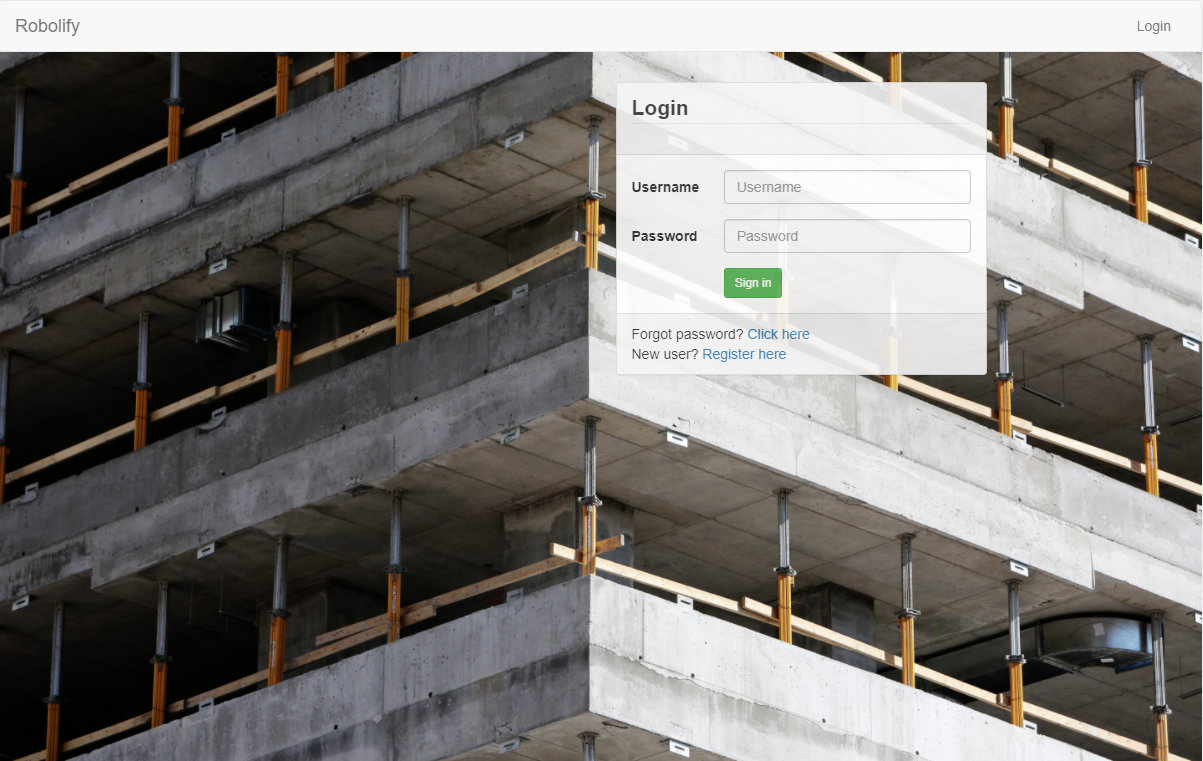 Robolify
Login
Login
Username
Username
Password
Password
Sign in
Forgot password? Click here
New user? Register here